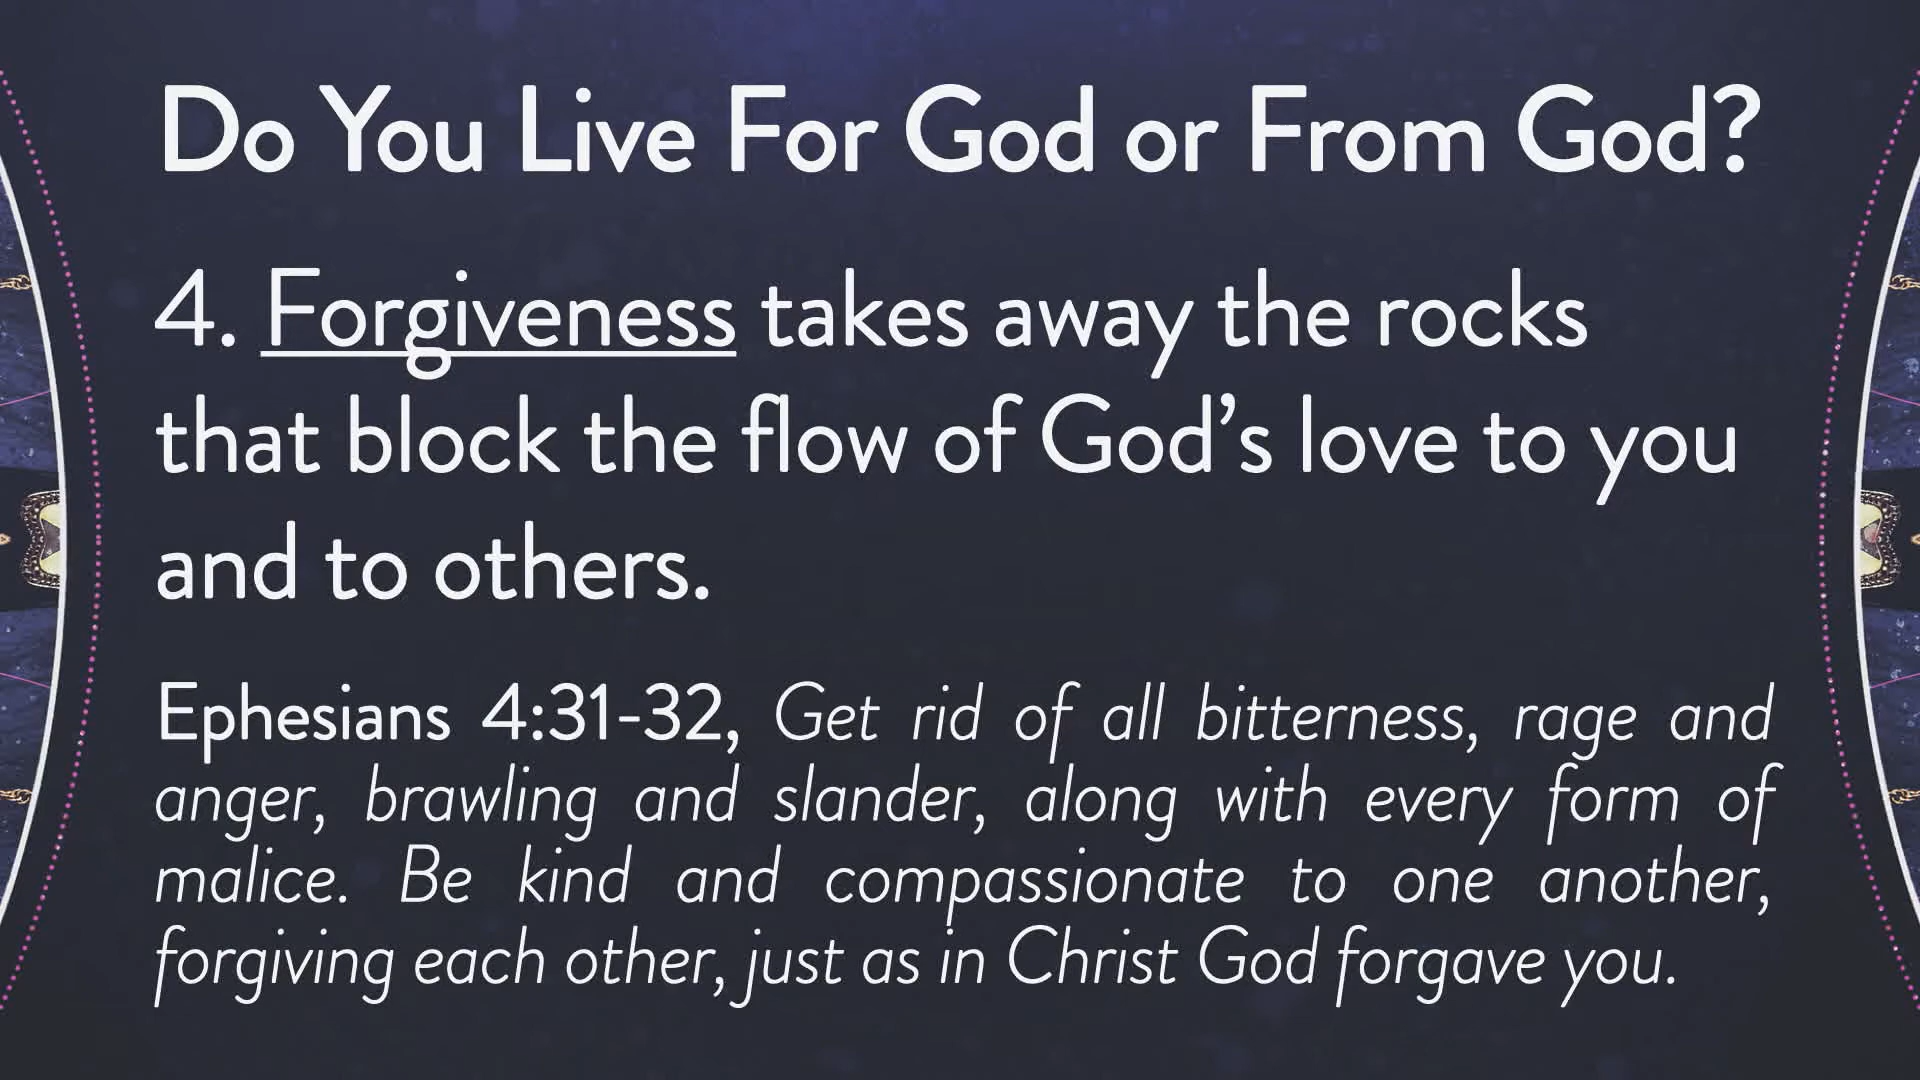 Do You Live For God or From God?
4. Forgiveness takes away the rocks
that block the flow of God’s love to you
and to others.
Ephesians 4:31-32, Get rid of all bitterness, rage and
anger, brawling and slander, along with every form of
malice. Be kind and compassionate to one another,
forgiving each other, just as in Christ God forgave you.